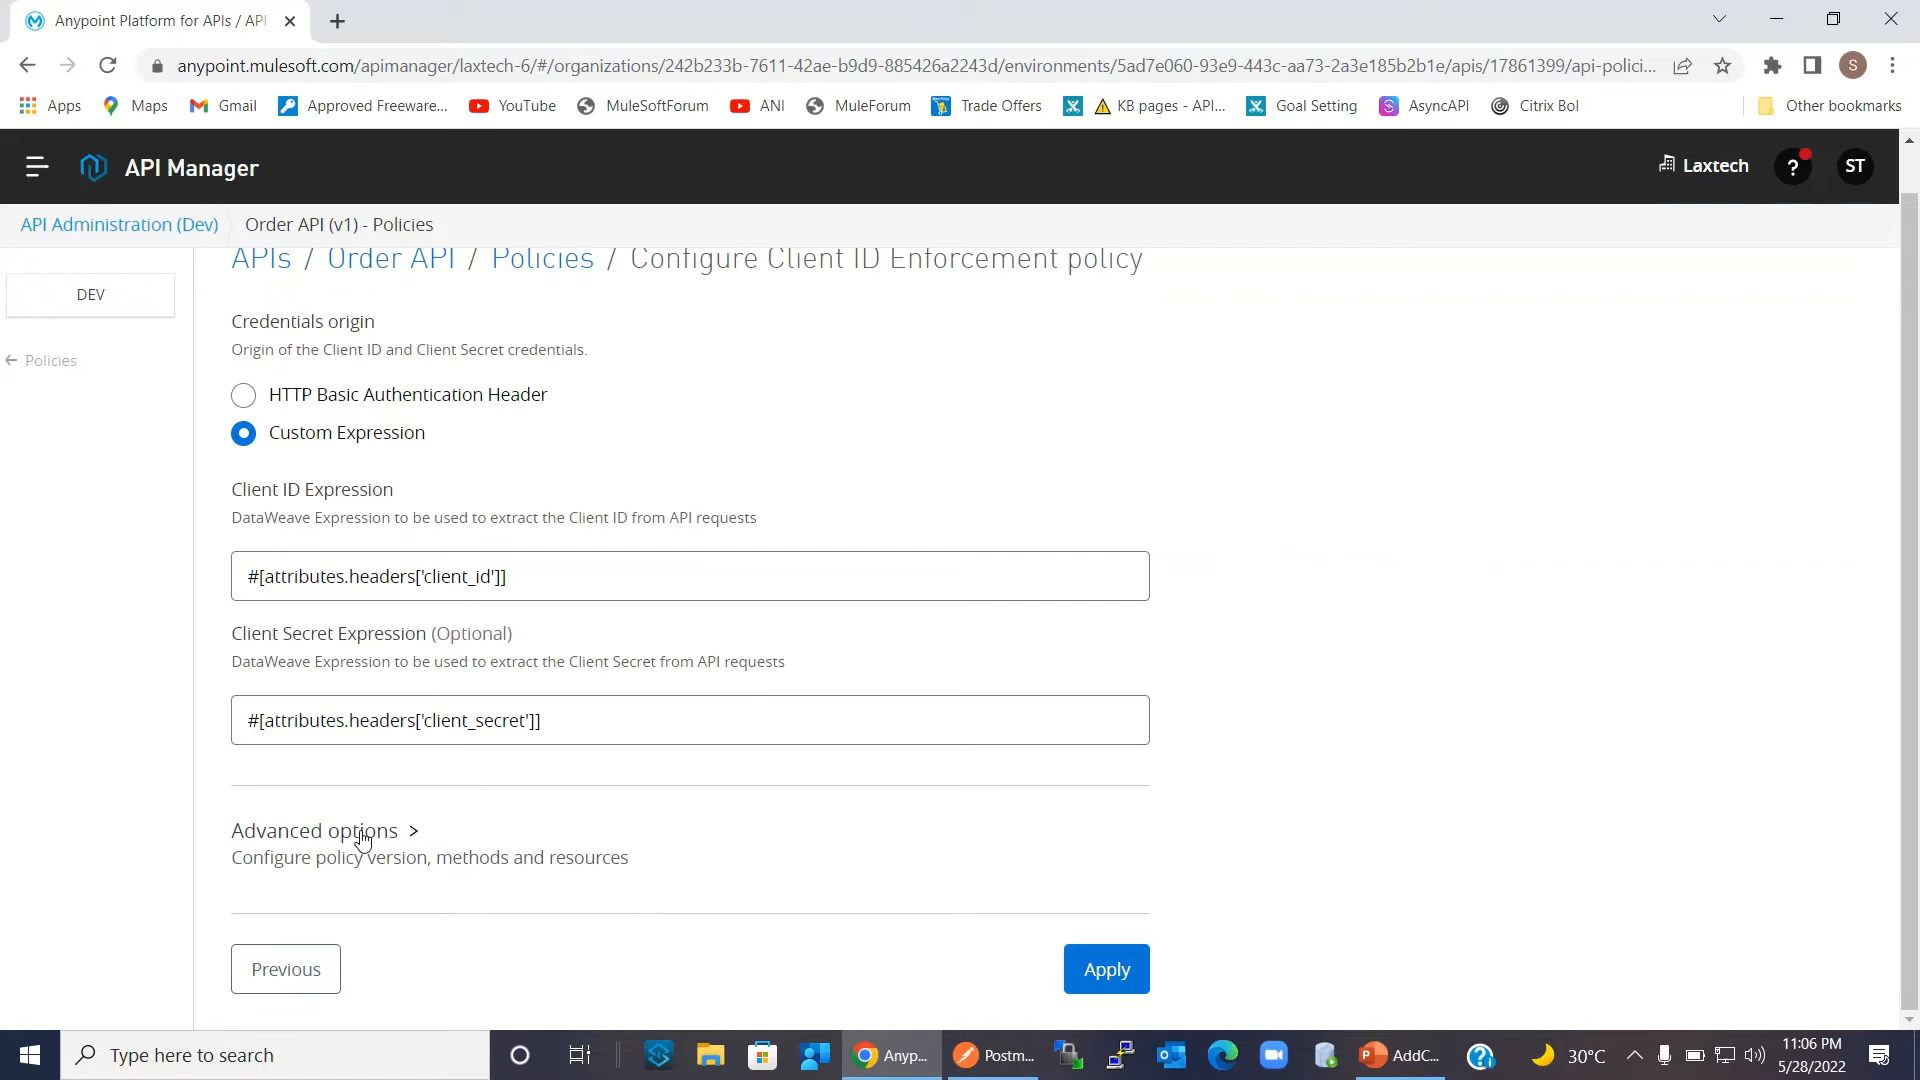 Anypoint Platform for APIs / API
anypoint.mulesoft.com/apimanager/laxtech-6/#/organizations/242b233b-7611-42ae-b9d9-885426a2243d/environments/5ad7e060-93e9-443c-aa73-2a3e185b2b1e/apis/17861399/api-polici...
S
Apps Maps Gmail Approved Freeware... YouTube MuleSoftForum ANI MuleForum Trade Offers KB pages - API... Goal Setting AsyncAPI Citrix Bol Other bookmarks
API Manager Laxtech ? ST
API Administration (Dev) Order API (v1) - Policies
APIs / Order API / Policies / Configure Client ID Enforcement policy
DEV
Policies
Credentials origin
Origin of the Client ID and Client Secret credentials.
HTTP Basic Authentication Header
Custom Expression
Client ID Expression
DataWeave Expression to be used to extract the Client ID from API requests
#[attributes.headers['client_id']]
Client Secret Expression (Optional)
DataWeave Expression to be used to extract the Client Secret from API requests
#[attributes.headers['client_secret']]
Advanced options >
Configure policy version, methods and resources
Previous Apply
Type here to search Anyp... Postm... AddC... 30°C 11:06 PM
5/28/2022